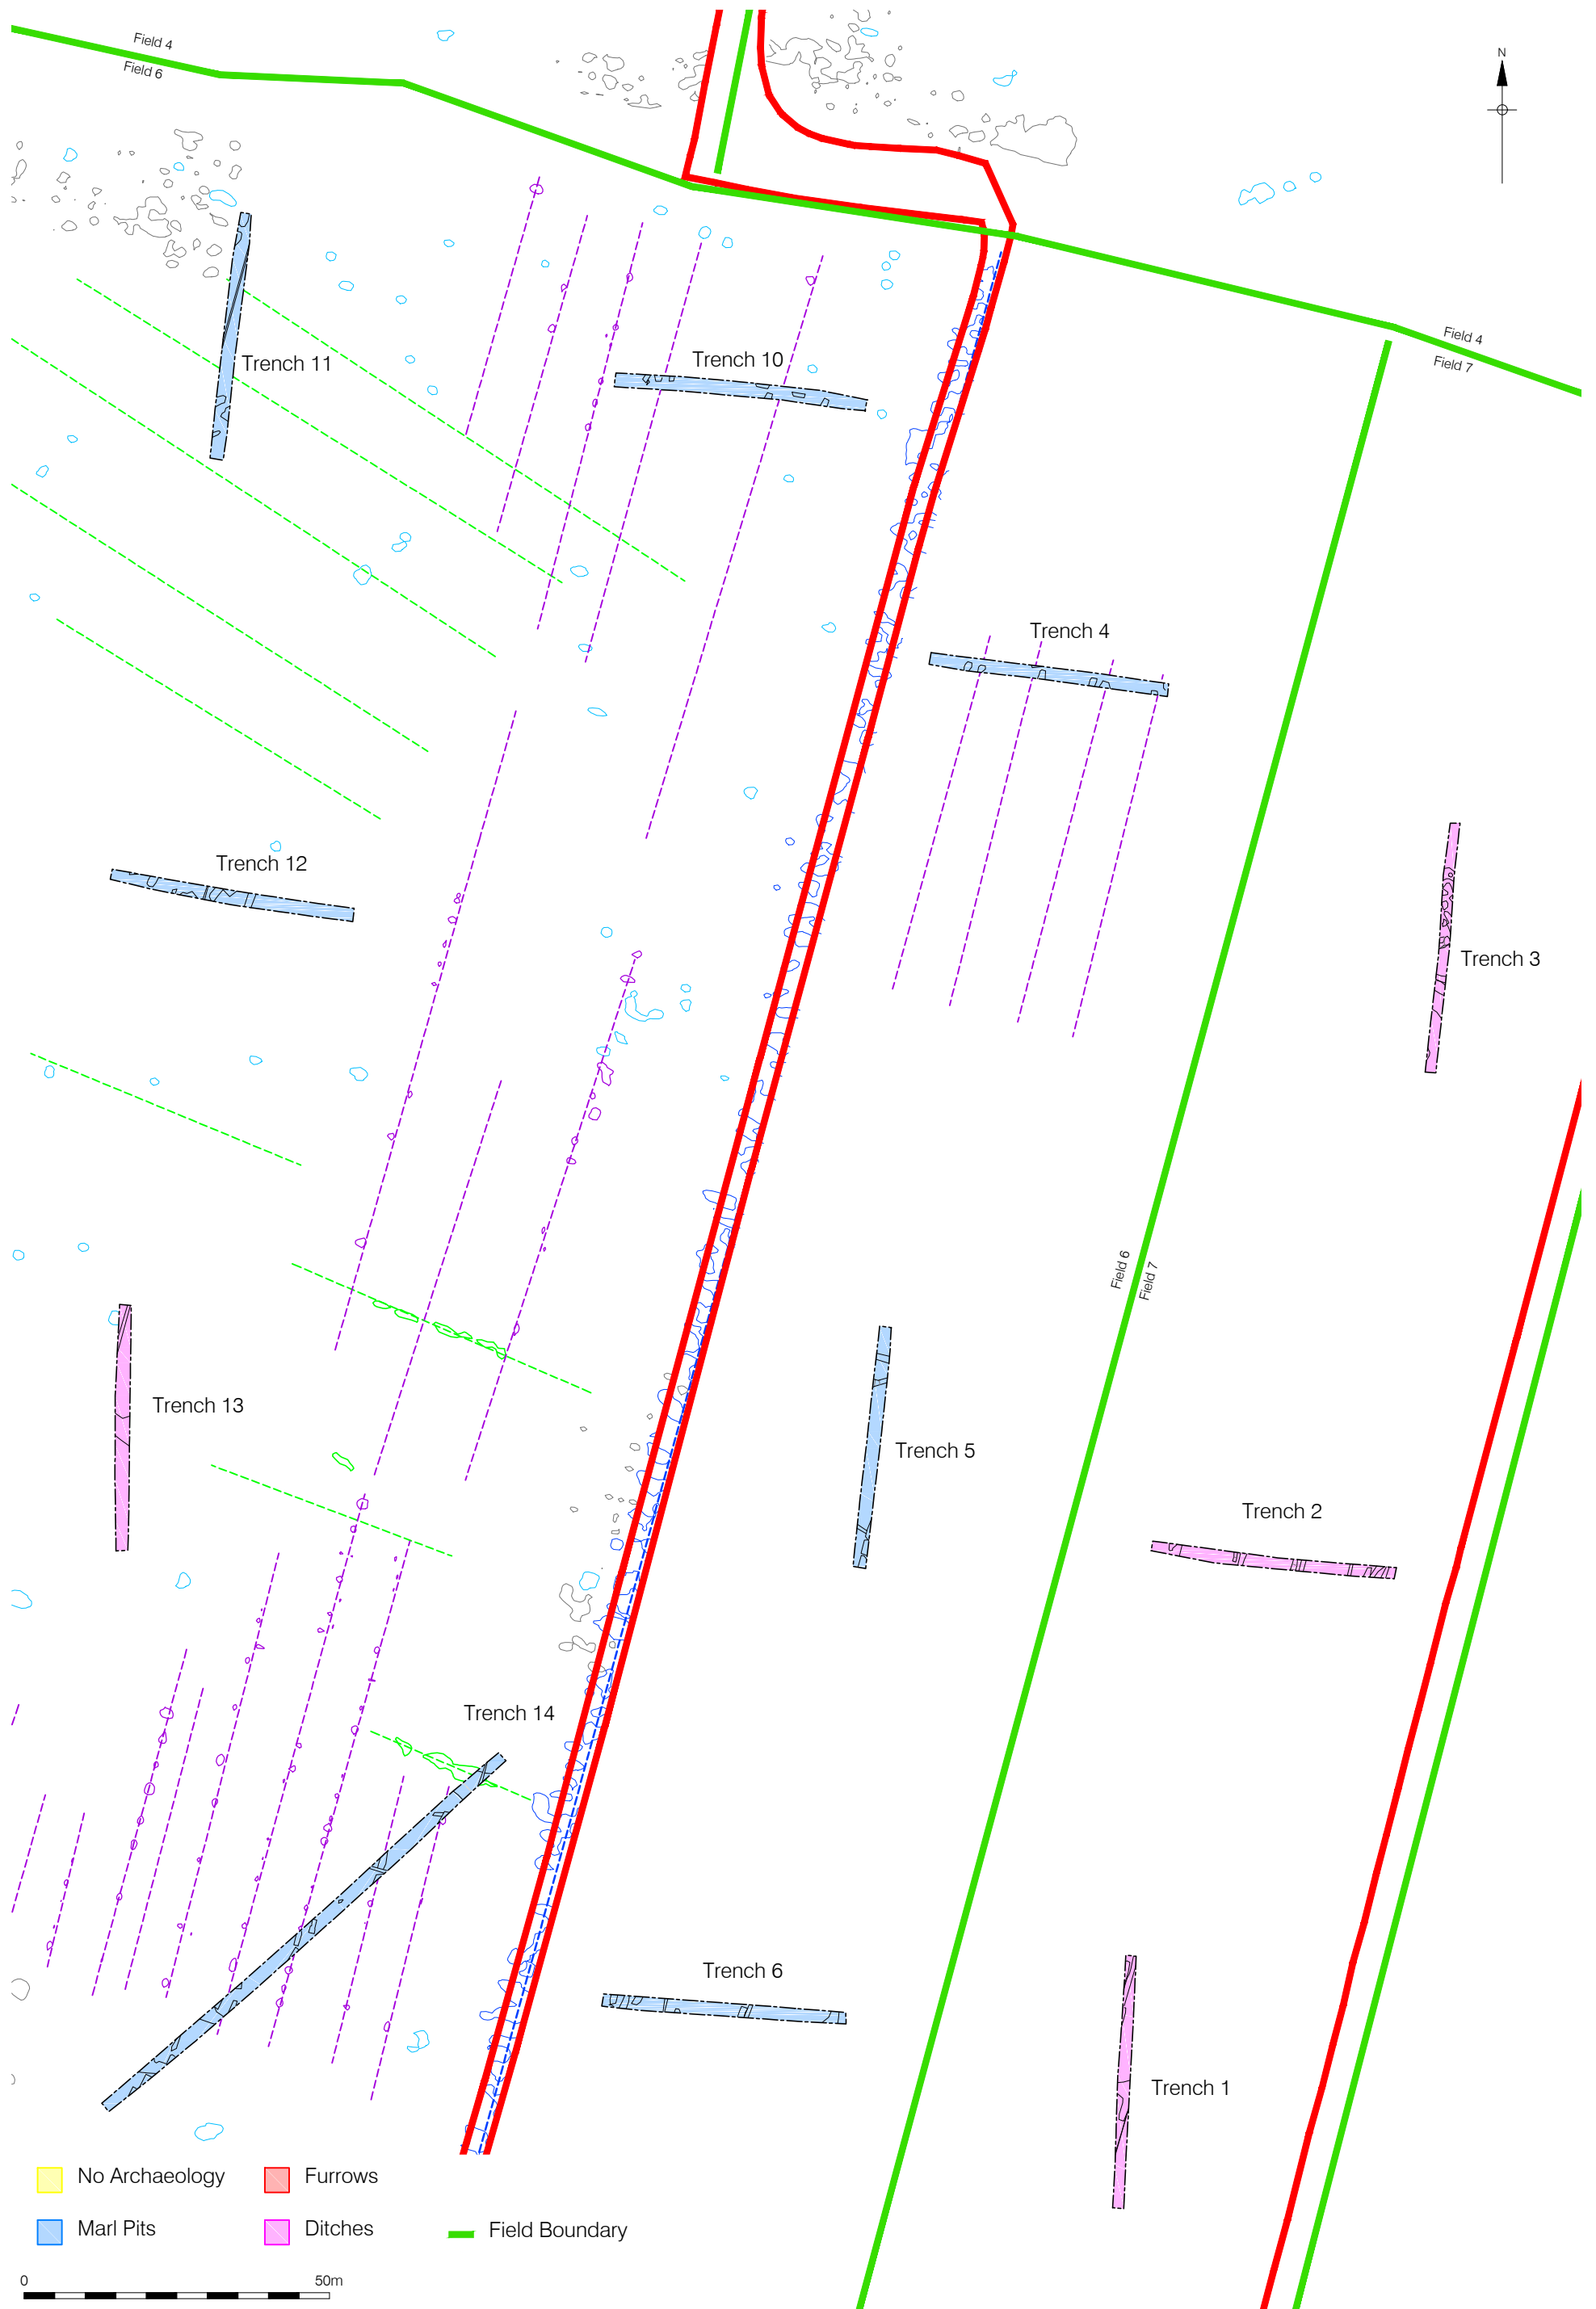 Field 4
Field 6
N
Field 4
Field 7
Trench 11
Trench 10
Trench 4
Trench 12
Trench 3
Field 6
Field 7
Trench 13
Trench 5
Trench 2
Trench 14
Trench 6
Trench 1
No Archaeology
Furrows
Marl Pits
Ditches
Field Boundary
0 50m